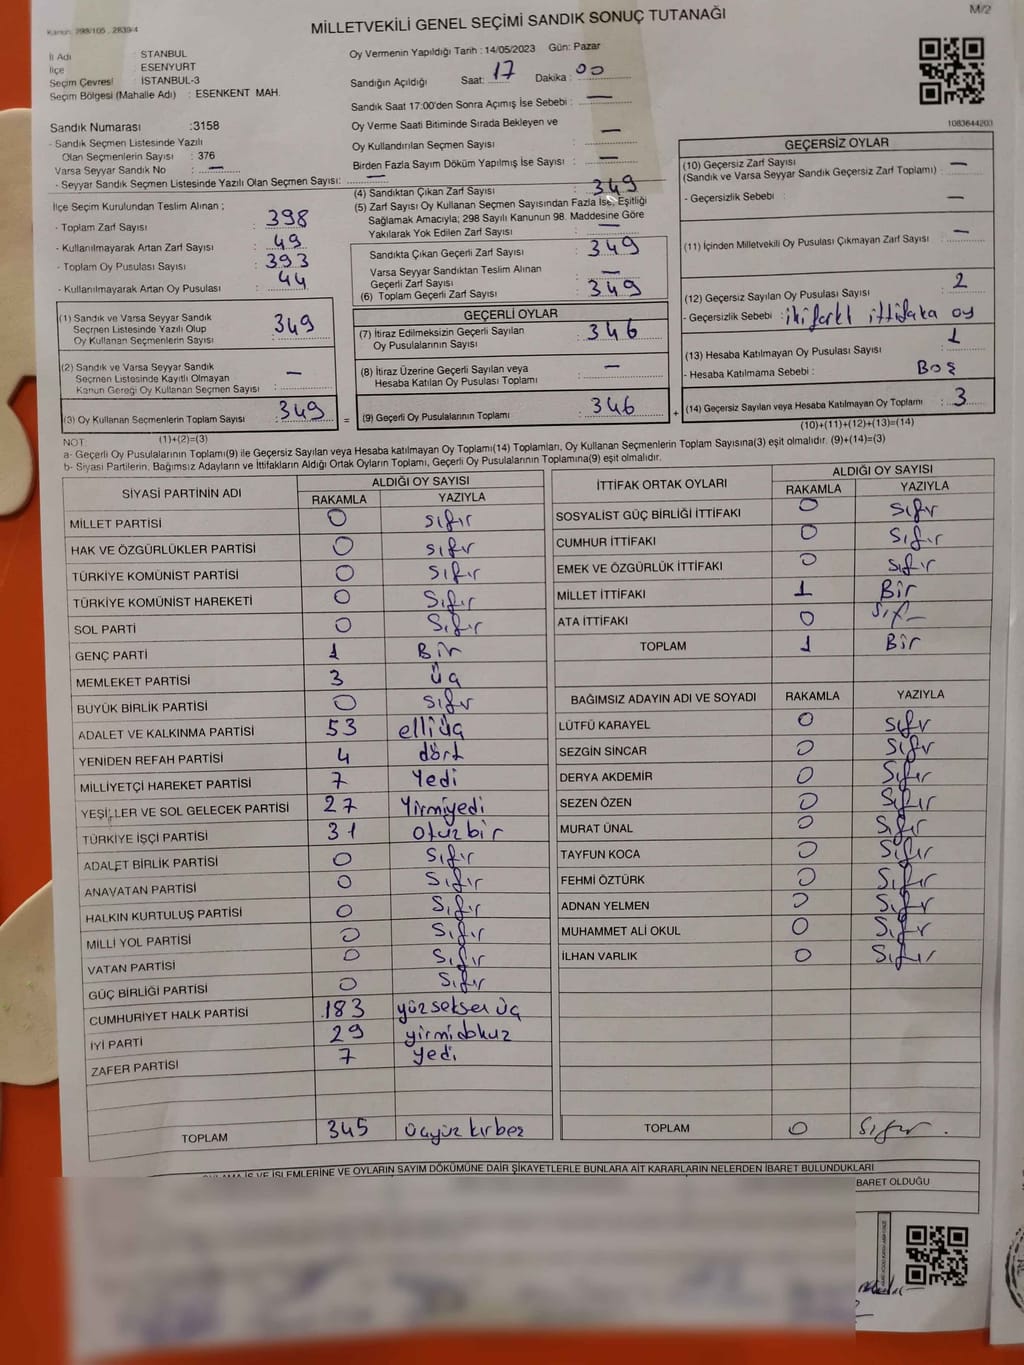 M/2
Kanun: 298/105 , 2839/4
MİLLETVEKİLİ GENEL SEÇİMİ SANDIK SONUÇ TUTANAĞI
İl Adı : STANBUL
İlçe : ESENYURT
Seçim Çevresi : İSTANBUL-3
Seçim Bölgesi (Mahalle Adı) : ESENKENT MAH.
Sandık Numarası :3158
- Sandık Seçmen Listesinde Yazılı
Olan Seçmenlerin Sayısı : 376
Varsa Seyyar Sandık No : —
- Seyyar Sandık Seçmen Listesinde Yazılı Olan Seçmen Sayısı: —
İlçe Seçim Kurulundan Teslim Alınan :
- Toplam Zarf Sayısı : 398
- Kullanılmayarak Artan Zarf Sayısı : 49
- Toplam Oy Pusulası Sayısı : 393
- Kullanılmayarak Artan Oy Pusulası : 44
Oy Vermenin Yapıldığı Tarih : 14/05/2023 Gün: Pazar
Sandığın Açıldığı Saat: 17 Dakika : 00
Sandık Saat 17:00'den Sonra Açımış İse Sebebi : —
Oy Verme Saati Bitiminde Sırada Bekleyen ve
Oy Kullandırılan Seçmen Sayısı : —
Birden Fazla Sayım Döküm Yapılmış İse Sayısı : —
(4) Sandıktan Çıkan Zarf Sayısı : 349
(5) Zarf Sayısı Oy Kullanan Seçmen Sayısından Fazla İse, Eşitliği
Sağlamak Amacıyla; 298 Sayılı Kanunun 98. Maddesine Göre
Yakılarak Yok Edilen Zarf Sayısı : —
Sandıkta Çıkan Geçerli Zarf Sayısı : 349
Varsa Seyyar Sandıktan Teslim Alınan
Geçerli Zarf Sayısı : —
(6) Toplam Geçerli Zarf Sayısı : 349
1083644203
GEÇERSİZ OYLAR
(10) Geçersiz Zarf Sayısı : —
(Sandık ve Varsa Seyyar Sandık Geçersiz Zarf Toplamı)
- Geçersizlik Sebebi : —
(11) İçinden Milletvekili Oy Pusulası Çıkmayan Zarf Sayısı : —
(12) Geçersiz Sayılan Oy Pusulası Sayısı : 2
- Geçersizlik Sebebi : iki farklı ittifaka oy
(13) Hesaba Katılmayan Oy Pusulası Sayısı : 1
- Hesaba Katılmama Sebebi : Boş
(14) Geçersiz Sayılan veya Hesaba Katılmayan Oy Toplamı : 3
(10)+(11)+(12)+(13)=(14)
(1) Sandık ve Varsa Seyyar Sandık
Seçmen Listesinde Yazılı Olup
Oy Kullanan Seçmenlerin Sayısı : 349
(2) Sandık ve Varsa Seyyar Sandık
Seçmen Listesinde Kayıtlı Olmayan
Kanun Gereği Oy Kullanan Seçmen Sayısı : —
(3) Oy Kullanan Seçmenlerin Toplam Sayısı : 349 =
(1)+(2)=(3)
GEÇERLİ OYLAR
(7) İtiraz Edilmeksizin Geçerli Sayılan
Oy Pusulalarının Sayısı : 346
(8) İtiraz Üzerine Geçerli Sayılan veya
Hesaba Katılan Oy Pusulası Toplamı : —
(9) Geçerli Oy Pusulalarının Toplamı : 346 +
NOT:
a- Geçerli Oy Pusulalarının Toplamı(9) ile Geçersiz Sayılan veya Hesaba katılmayan Oy Toplamı(14) Toplamları, Oy Kullanan Seçmenlerin Toplam Sayısına(3) eşit olmalıdır. (9)+(14)=(3)
b- Siyasi Partilerin, Bağımsız Adayların ve İttifakların Aldığı Ortak Oyların Toplamı, Geçerli Oy Pusulalarının Toplamına(9) eşit olmalıdır.
SİYASİ PARTİNİN ADI ALDIĞI OY SAYISI
RAKAMLA YAZIYLA
MİLLET PARTİSİ 0 sıfır
HAK VE ÖZGÜRLÜKLER PARTİSİ 0 sıfır
TÜRKİYE KOMÜNİST PARTİSİ 0 sıfır
TÜRKİYE KOMÜNİST HAREKETİ 0 Sıfır
SOL PARTİ 0 Sıfır
GENÇ PARTİ 1 Bir
MEMLEKET PARTİSİ 3 Üç
BÜYÜK BİRLİK PARTİSİ 0 sıfır
ADALET VE KALKINMA PARTİSİ 53 elliüç
YENİDEN REFAH PARTİSİ 4 dört
MİLLİYETÇİ HAREKET PARTİSİ 7 Yedi
YEŞİLLER VE SOL GELECEK PARTİSİ 27 Yirmiyedi
TÜRKİYE İŞÇİ PARTİSİ 31 otuzbir
ADALET BİRLİK PARTİSİ 0 Sıfır
ANAVATAN PARTİSİ 0 Sıfır
HALKIN KURTULUŞ PARTİSİ 0 Sıfır
MİLLİ YOL PARTİSİ 0 Sıfır
VATAN PARTİSİ 0 Sıfır
GÜÇ BİRLİĞİ PARTİSİ 0 Sıfır
CUMHURİYET HALK PARTİSİ 183 yüzseksenüç
İYİ PARTİ 29 yirmidokuz
ZAFER PARTİSİ 7 yedi
TOPLAM 345 üçyüzkırkbeş
İTTİFAK ORTAK OYLARI ALDIĞI OY SAYISI
RAKAMLA YAZIYLA
SOSYALİST GÜÇ BİRLİĞİ İTTİFAKI 0 Sıfır
CUMHUR İTTİFAKI 0 Sıfır
EMEK VE ÖZGÜRLÜK İTTİFAKI 0 sıfır
MİLLET İTTİFAKI 1 Bir
ATA İTTİFAKI 0 Sıfır
TOPLAM 1 Bir
BAĞIMSIZ ADAYIN ADI VE SOYADI RAKAMLA YAZIYLA
LÜTFÜ KARAYEL 0 sıfır
SEZGİN SİNCAR 0 Sıfır
DERYA AKDEMİR 0 Sıfır
SEZEN ÖZEN 0 Sıfır
MURAT ÜNAL 0 Sıfır
TAYFUN KOCA 0 Sıfır
FEHMİ ÖZTÜRK 0 Sıfır
ADNAN YELMEN 0 Sıfır
MUHAMMET ALİ OKUL 0 Sıfır
İLHAN VARLIK 0 Sıfır
TOPLAM 0 Sıfır.
İŞ VE İŞLEMLERİNE VE OYLARIN SAYIM DÖKÜMÜNE DAİR ŞİKAYETLERLE BUNLARA AİT KARARLARIN NELERDEN İBARET BULUNDUKLARI
BARET OLDUĞU